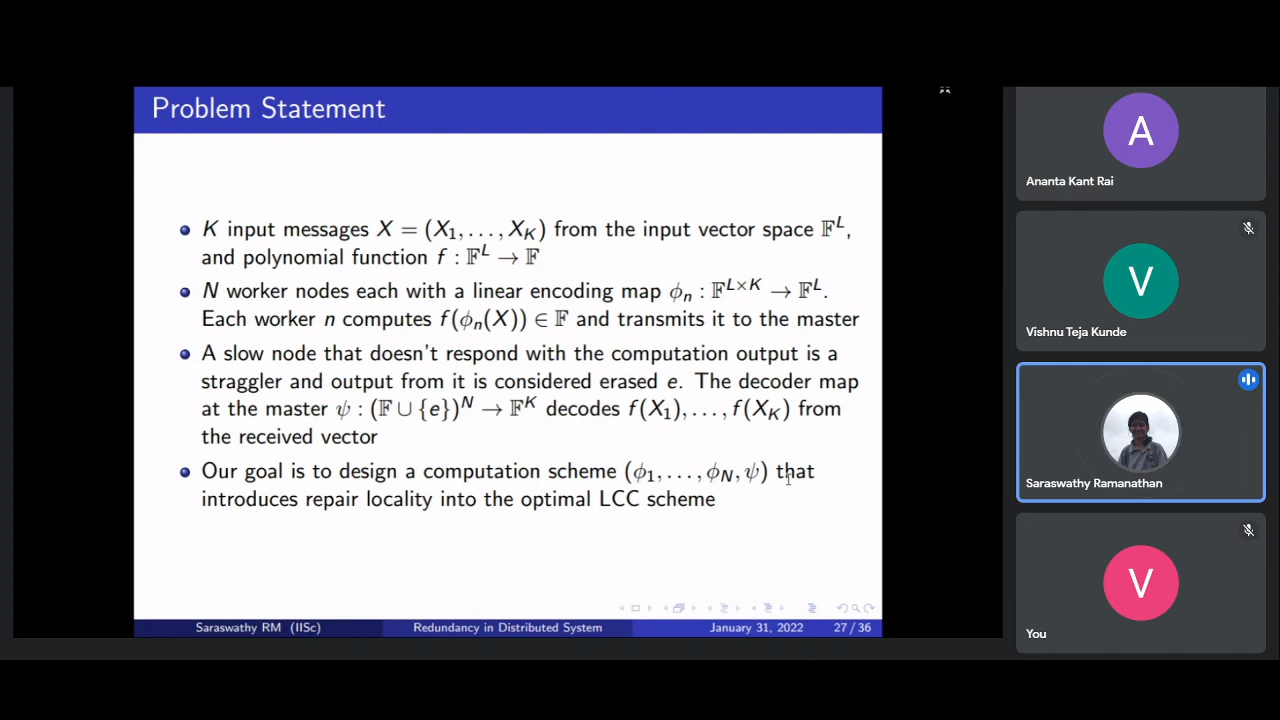 Problem Statement
K input messages X = (X₁, . . . , X_K) from the input vector space 𝔽^L,
and polynomial function f : 𝔽^L → 𝔽
N worker nodes each with a linear encoding map ϕₙ : 𝔽^{L×K} → 𝔽^L.
Each worker n computes f(ϕₙ(X)) ∈ 𝔽 and transmits it to the master
A slow node that doesn't respond with the computation output is a
straggler and output from it is considered erased e. The decoder map
at the master ψ : (𝔽 ∪ {e})^N → 𝔽^K decodes f(X₁), . . . , f(X_K) from
the received vector
Our goal is to design a computation scheme (ϕ₁, . . . , ϕ_N, ψ) that
introduces repair locality into the optimal LCC scheme
Saraswathy RM (IISc)
Redundancy in Distributed System
January 31, 2022
27 / 36
A
Ananta Kant Rai
V
Vishnu Teja Kunde
Saraswathy Ramanathan
V
You